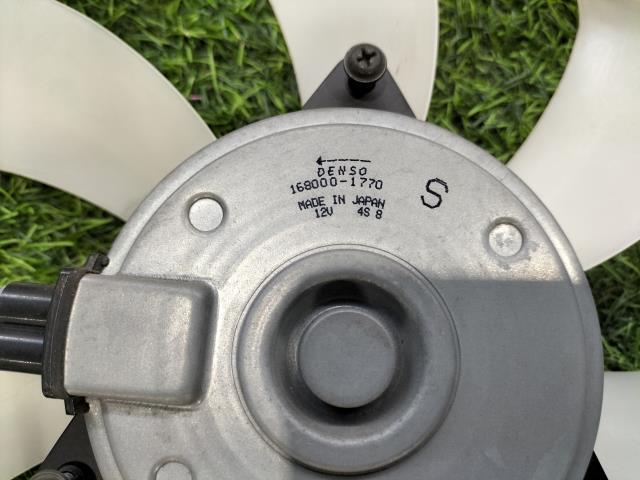 DENSO
168000-1770
MADE IN JAPAN
12V 4S 8
S